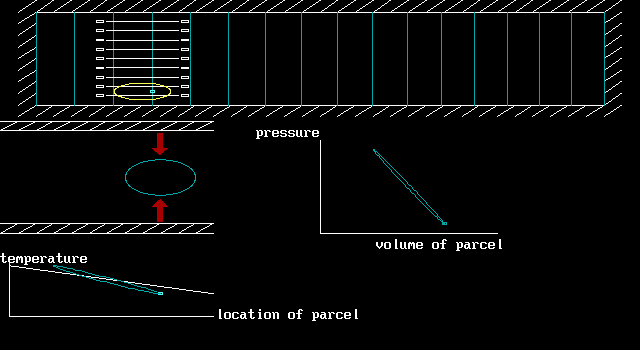 pressure
volume of parcel
temperature
location of parcel